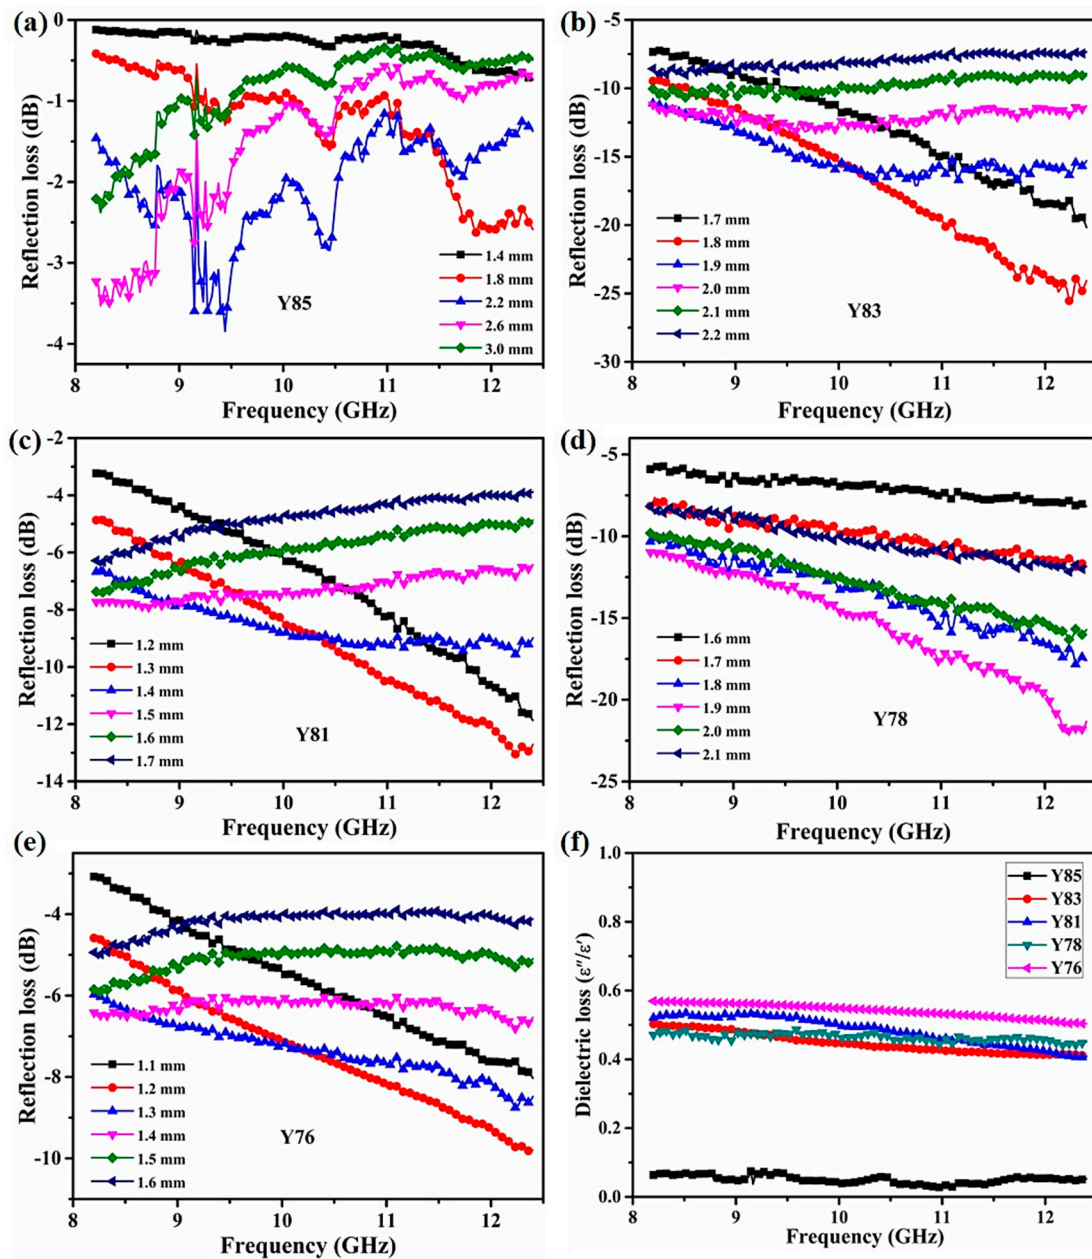 (a)
0
-1
-2
-3
-4
Reflection loss (dB)
1.4 mm
1.8 mm
2.2 mm
2.6 mm
3.0 mm
Y85
8 9 10 11 12
Frequency (GHz)
(b)
-5
-10
-15
-20
-25
-30
Reflection loss (dB)
1.7 mm
1.8 mm
1.9 mm
2.0 mm
2.1 mm
2.2 mm
Y83
8 9 10 11 12
Frequency (GHz)
(c)
-2
-4
-6
-8
-10
-12
-14
Reflection loss (dB)
1.2 mm
1.3 mm
1.4 mm
1.5 mm
1.6 mm
1.7 mm
Y81
8 9 10 11 12
Frequency (GHz)
(d)
-5
-10
-15
-20
-25
Reflection loss (dB)
1.6 mm
1.7 mm
1.8 mm
1.9 mm
2.0 mm
2.1 mm
Y78
8 9 10 11 12
Frequency (GHz)
(e)
-4
-6
-8
-10
Reflection loss (dB)
1.1 mm
1.2 mm
1.3 mm
1.4 mm
1.5 mm
1.6 mm
Y76
8 9 10 11 12
Frequency (GHz)
(f)
1.0
0.8
0.6
0.4
0.2
0.0
Dielectric loss (ε″/ε′)
Y85
Y83
Y81
Y78
Y76
8 9 10 11 12
Frequency (GHz)